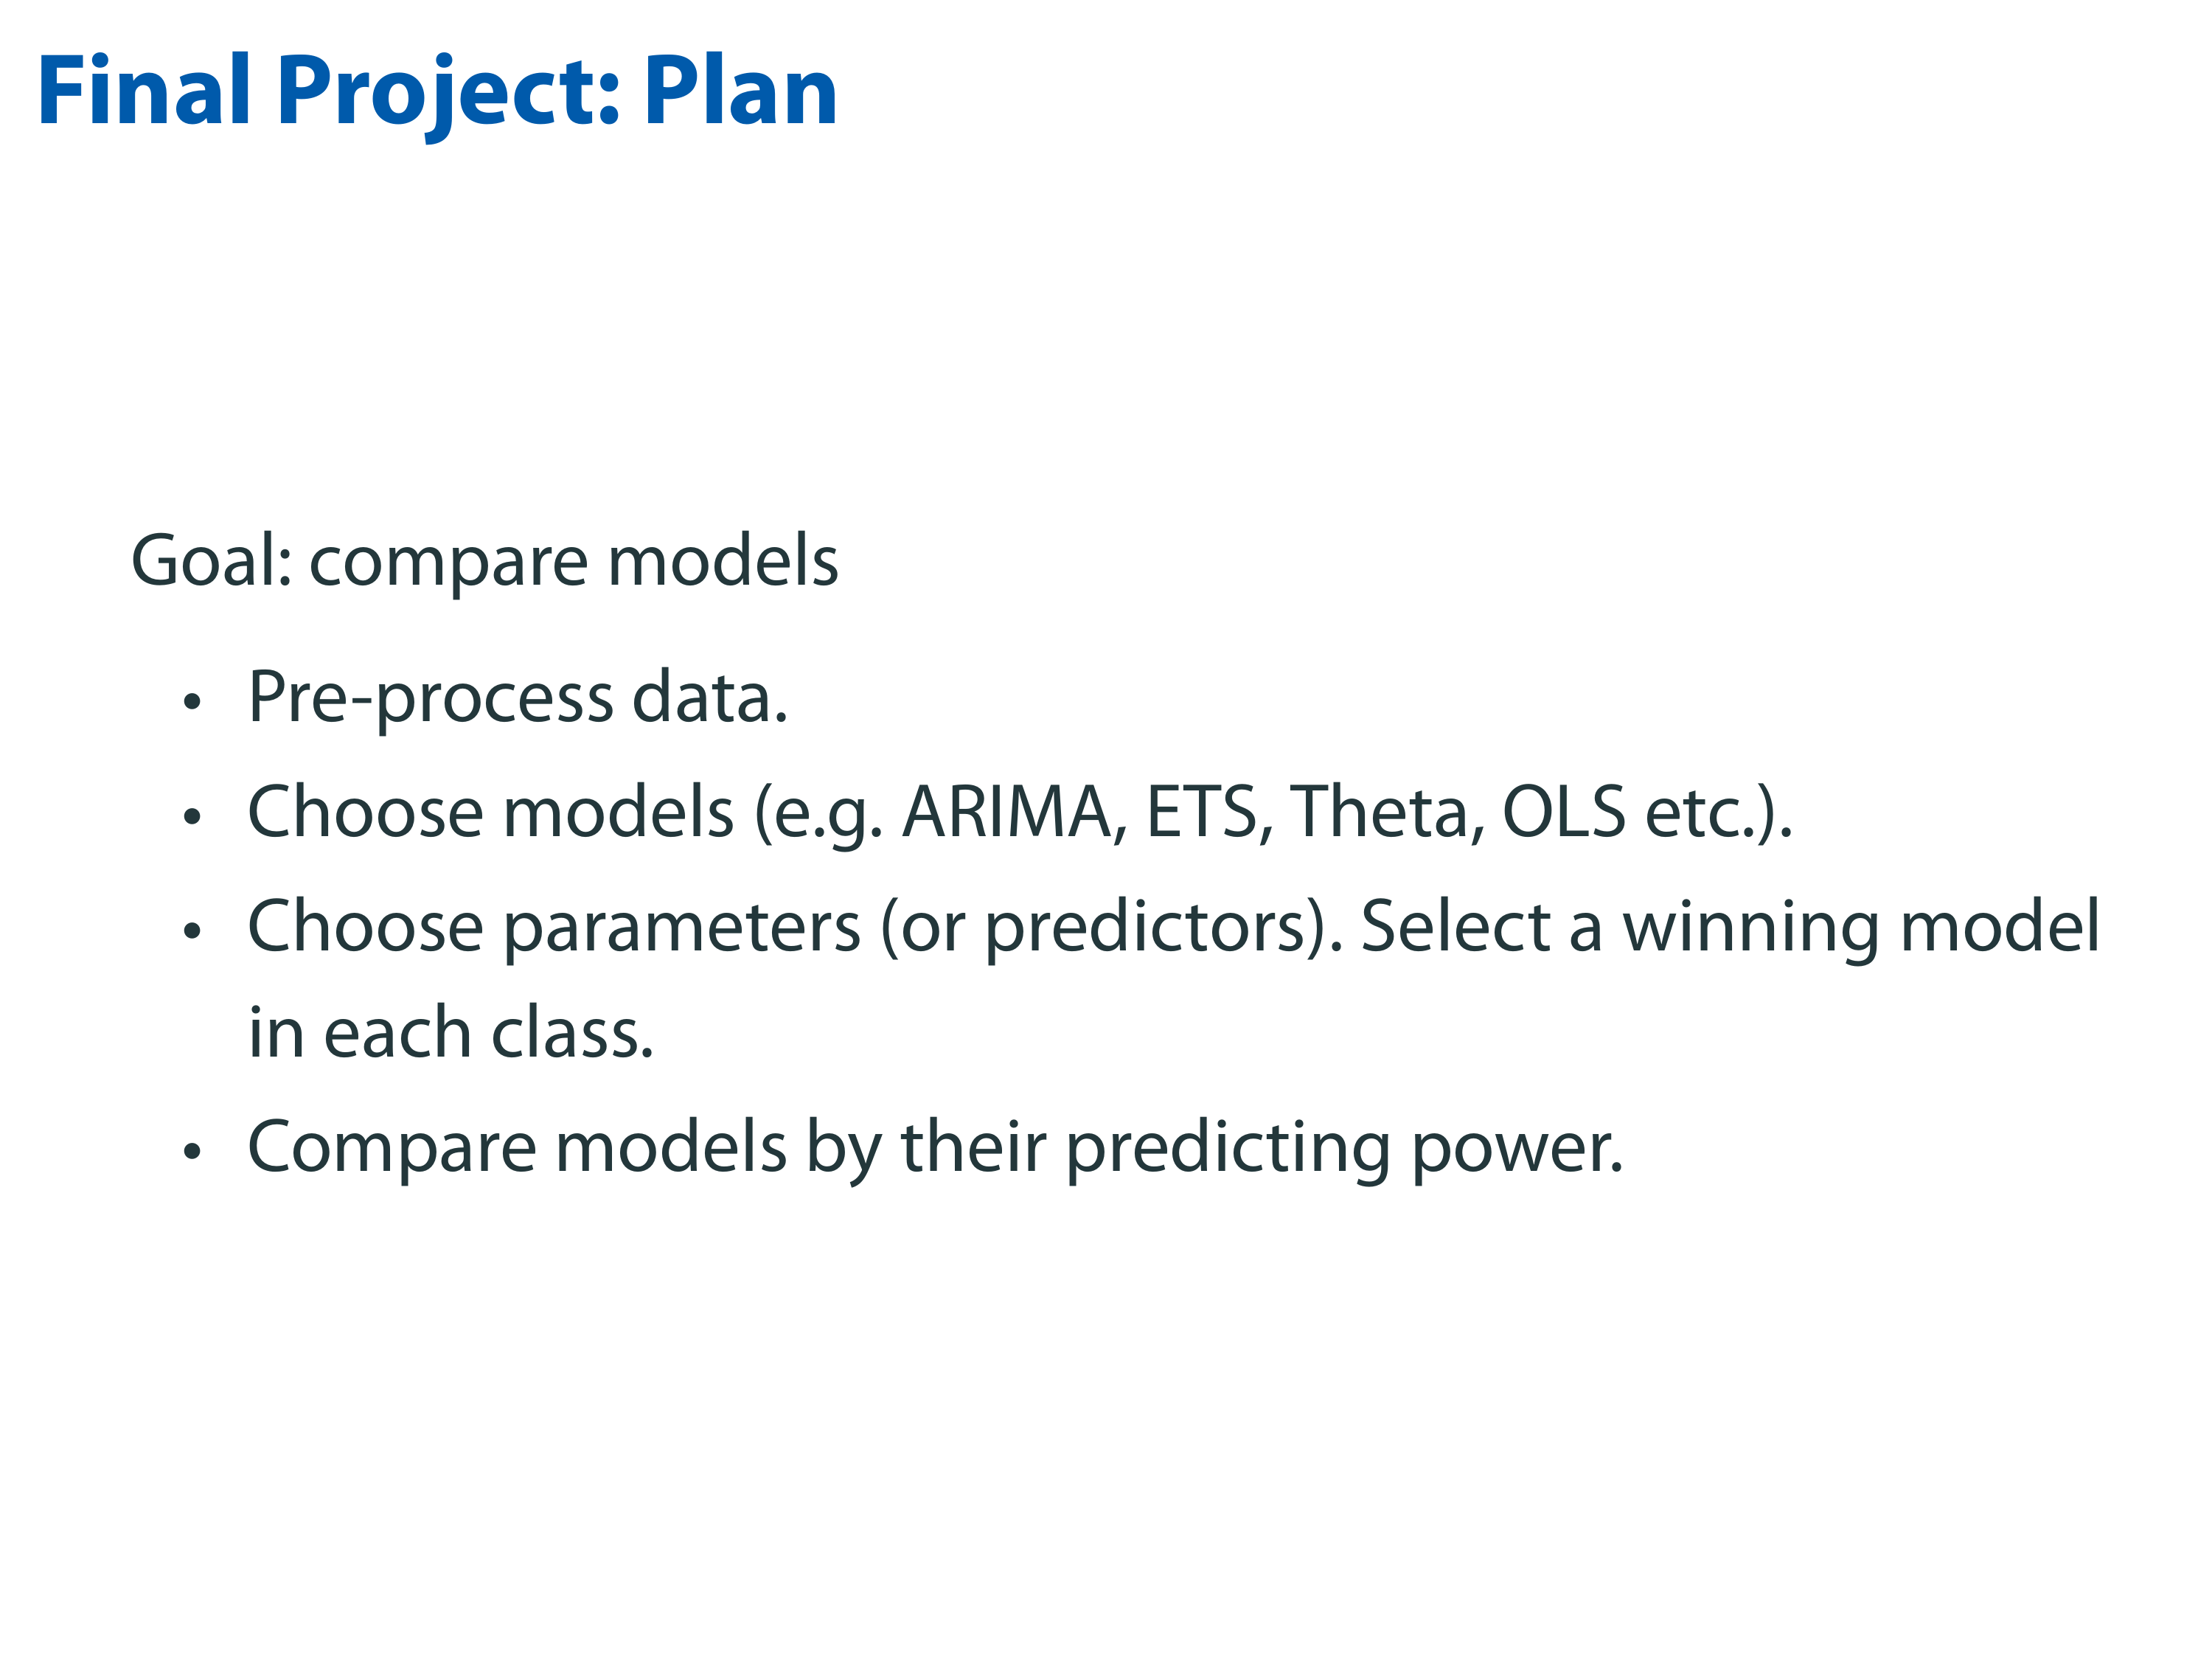 Final Project: Plan
Goal: compare models
• Pre-process data.
• Choose models (e.g. ARIMA, ETS, Theta, OLS etc.).
• Choose parameters (or predictors). Select a winning model
in each class.
• Compare models by their predicting power.